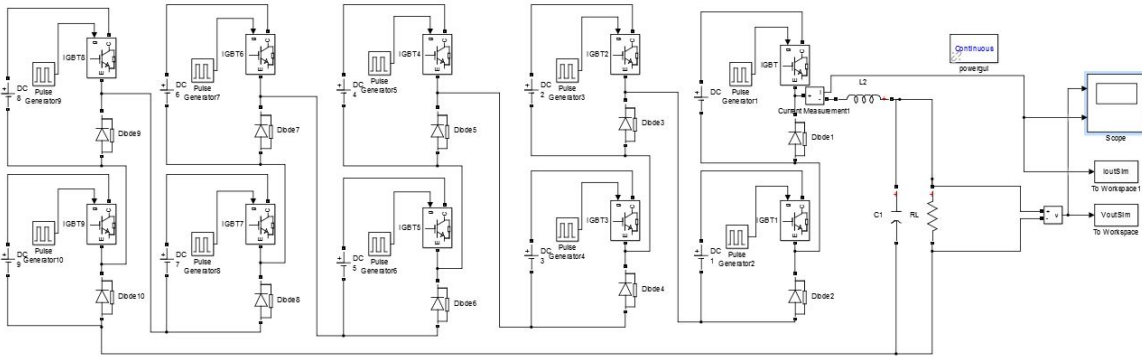 IGBT8
Pulse
Generator9
DC
8
Diode9
IGBT6
Pulse
Generator7
DC
6
Diode7
IGBT4
Pulse
Generator5
DC
4
Diode5
IGBT2
Pulse
Generator3
DC
2
Diode3
IGBT
Pulse
Generator1
DC
Current Measurement1
Diode1
L2
Continuous
powergui
Scope
IoutSim
To Workspace1
VoutSim
To Workspace
C1
RL
v
IGBT9
Pulse
Generator10
DC
9
Diode10
IGBT7
Pulse
Generator8
DC
7
Diode8
IGBT5
Pulse
Generator6
DC
5
Diode6
IGBT3
Pulse
Generator4
DC
3
Diode4
IGBT1
Pulse
Generator2
DC
1
Diode2